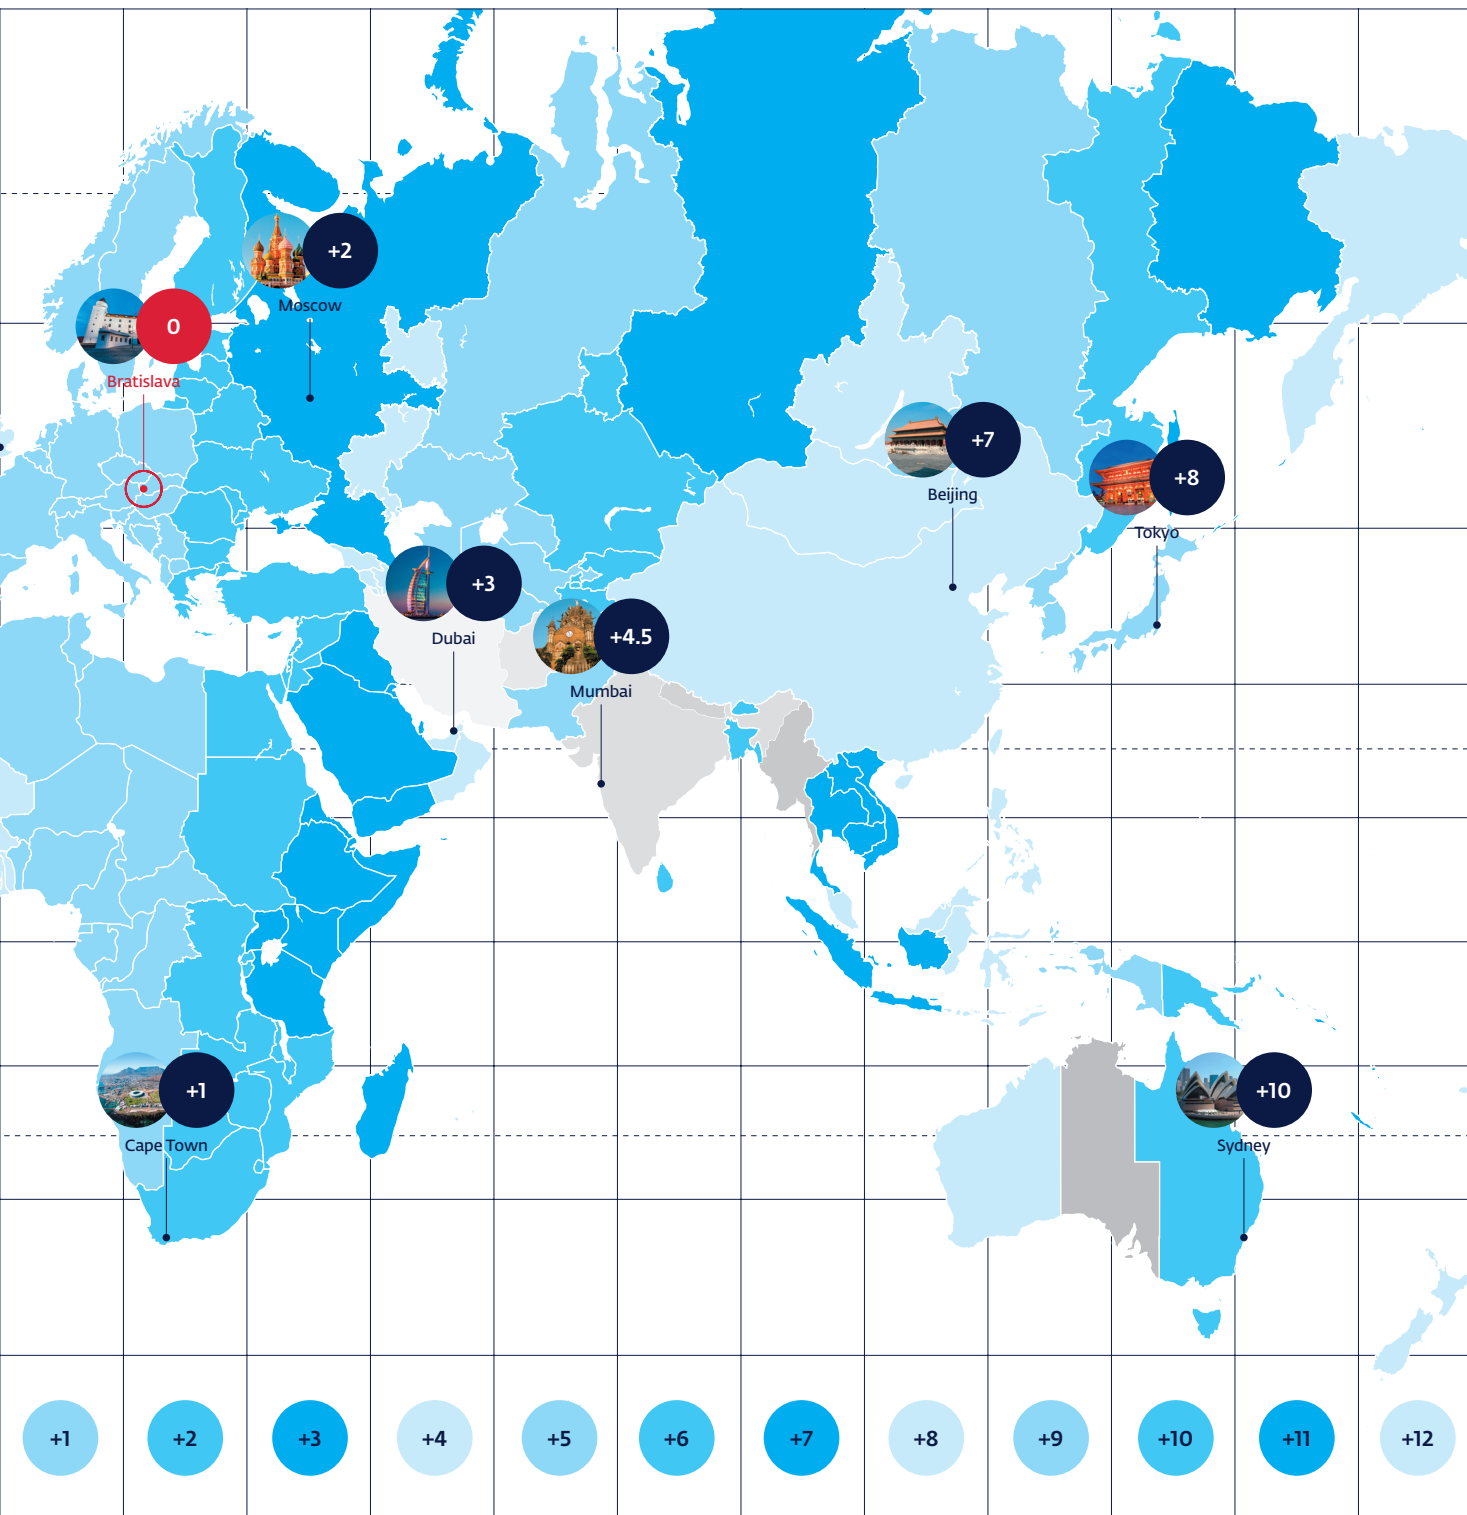 +2
Moscow
0
Bratislava
+7
Beijing
+8
Tokyo
+3
Dubai
+4.5
Mumbai
+1
Cape Town
+10
Sydney
+1
+2
+3
+4
+5
+6
+7
+8
+9
+10
+11
+12